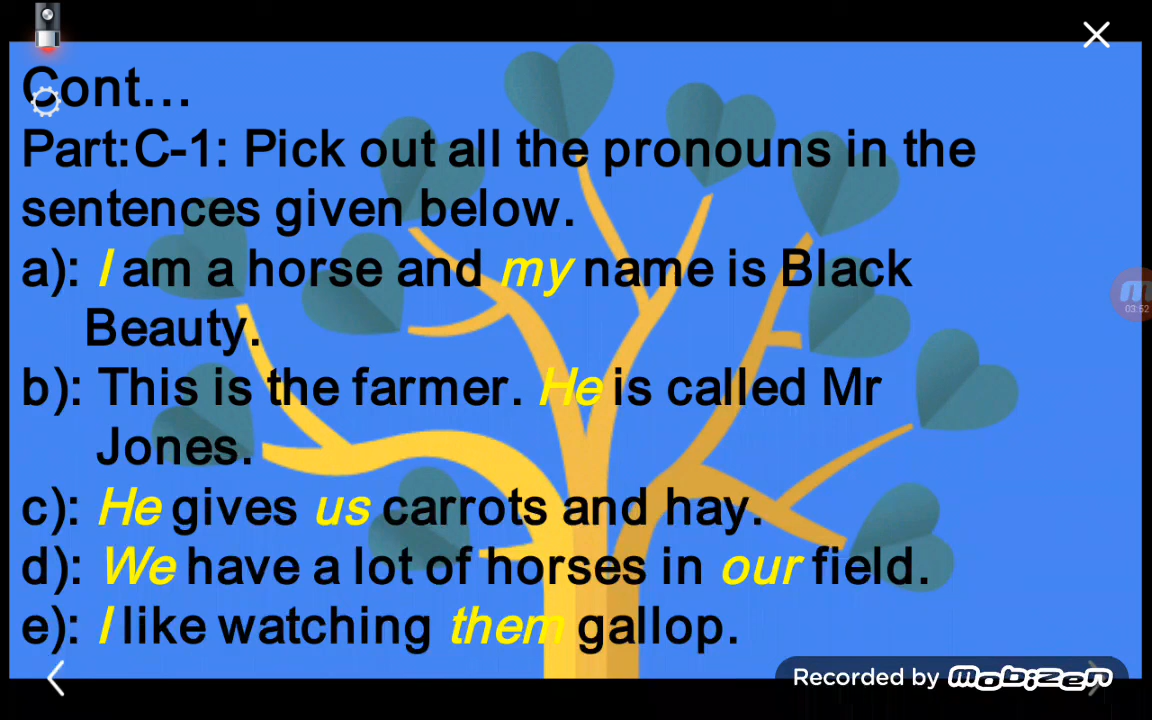 Cont...
Part:C-1: Pick out all the pronouns in the
sentences given below.
a): I am a horse and my name is Black
Beauty.
b): This is the farmer. He is called Mr
Jones.
c): He gives us carrots and hay.
d): We have a lot of horses in our field.
e): I like watching them gallop.
03:52
Recorded by mobizen